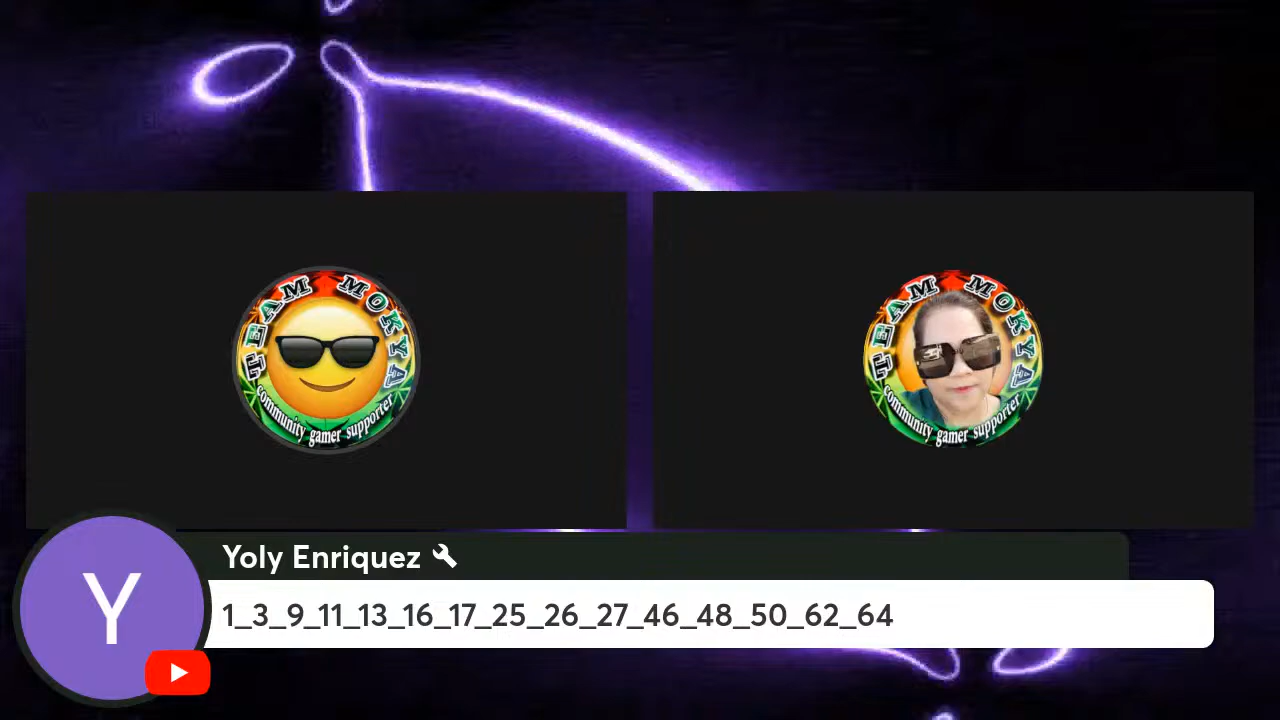 TEAM MOKYA
community gamer supporter
TEAM MOKYA
community gamer supporter
Y
Yoly Enriquez
1_3_9_11_13_16_17_25_26_27_46_48_50_62_64